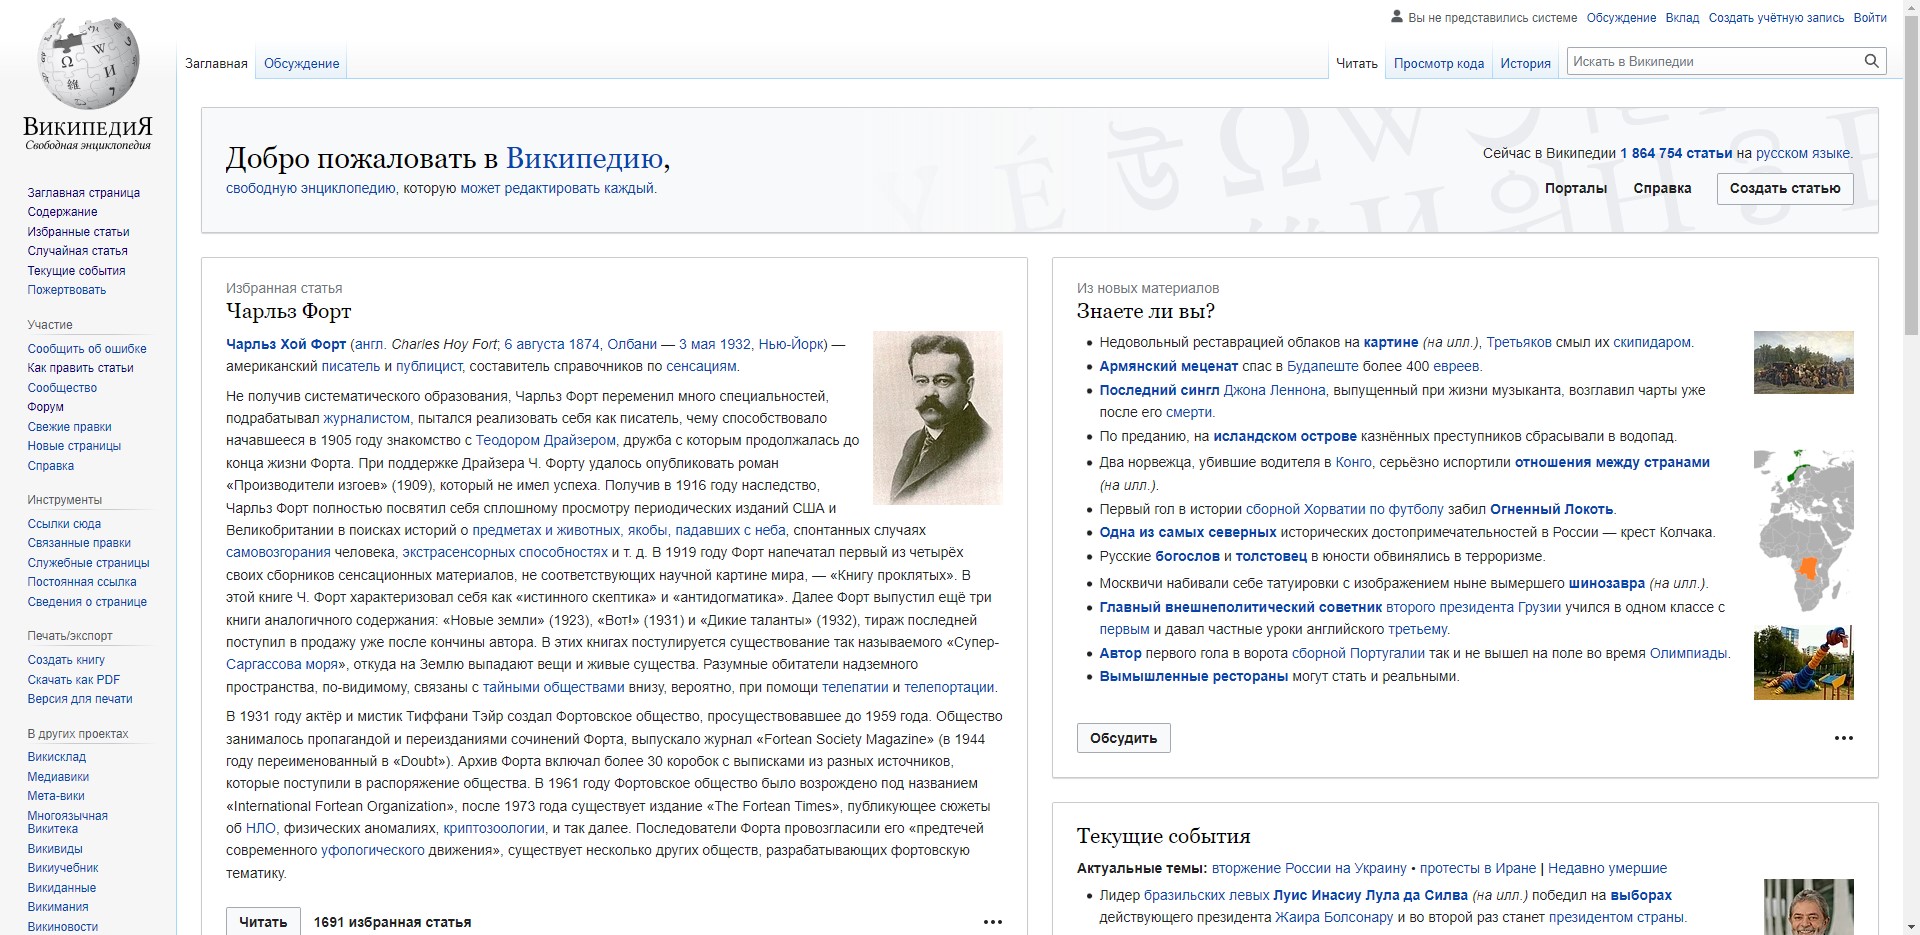 Вы не представились системе Обсуждение Вклад Создать учётную запись Войти
Заглавная Обсуждение
Читать Просмотр кода История Искать в Википедии
ВИКИПЕДИЯ
Свободная энциклопедия
Заглавная страница
Содержание
Избранные статьи
Случайная статья
Текущие события
Пожертвовать
Участие
Сообщить об ошибке
Как править статьи
Сообщество
Форум
Свежие правки
Новые страницы
Справка
Инструменты
Ссылки сюда
Связанные правки
Служебные страницы
Постоянная ссылка
Сведения о странице
Печать/экспорт
Создать книгу
Скачать как PDF
Версия для печати
В других проектах
Викисклад
Медиавики
Мета-вики
Многоязычная
Викитека
Викивиды
Викиучебник
Викиданные
Викимания
Викиновости
Добро пожаловать в Википедию,
свободную энциклопедию, которую может редактировать каждый.
Сейчас в Википедии 1 864 754 статьи на русском языке.
Порталы Справка Создать статью
Избранная статья
Чарльз Форт
Чарльз Хой Форт (англ. Charles Hoy Fort; 6 августа 1874, Олбани — 3 мая 1932, Нью-Йорк) —
американский писатель и публицист, составитель справочников по сенсациям.
Не получив систематического образования, Чарльз Форт переменил много специальностей,
подрабатывал журналистом, пытался реализовать себя как писатель, чему способствовало
начавшееся в 1905 году знакомство с Теодором Драйзером, дружба с которым продолжалась до
конца жизни Форта. При поддержке Драйзера Ч. Форту удалось опубликовать роман
«Производители изгоев» (1909), который не имел успеха. Получив в 1916 году наследство,
Чарльз Форт полностью посвятил себя сплошному просмотру периодических изданий США и
Великобритании в поисках историй о предметах и животных, якобы, падавших с неба, спонтанных случаях
самовозгорания человека, экстрасенсорных способностях и т. д. В 1919 году Форт напечатал первый из четырёх
своих сборников сенсационных материалов, не соответствующих научной картине мира, — «Книгу проклятых». В
этой книге Ч. Форт характеризовал себя как «истинного скептика» и «антидогматика». Далее Форт выпустил ещё три
книги аналогичного содержания: «Новые земли» (1923), «Вот!» (1931) и «Дикие таланты» (1932), тираж последней
поступил в продажу уже после кончины автора. В этих книгах постулируется существование так называемого «Супер-
Саргассова моря», откуда на Землю выпадают вещи и живые существа. Разумные обитатели надземного
пространства, по-видимому, связаны с тайными обществами внизу, вероятно, при помощи телепатии и телепортации.
В 1931 году актёр и мистик Тиффани Тэйр создал Фортовское общество, просуществовавшее до 1959 года. Общество
занималось пропагандой и переизданиями сочинений Форта, выпускало журнал «Fortean Society Magazine» (в 1944
году переименованный в «Doubt»). Архив Форта включал более 30 коробок с выписками из разных источников,
которые поступили в распоряжение общества. В 1961 году Фортовское общество было возрождено под названием
«International Fortean Organization», после 1973 года существует издание «The Fortean Times», публикующее сюжеты
об НЛО, физических аномалиях, криптозоологии, и так далее. Последователи Форта провозгласили его «предтечей
современного уфологического движения», существует несколько других обществ, разрабатывающих фортовскую
тематику.
Читать 1691 избранная статья
Из новых материалов
Знаете ли вы?
Недовольный реставрацией облаков на картине (на илл.), Третьяков смыл их скипидаром.
Армянский меценат спас в Будапеште более 400 евреев.
Последний сингл Джона Леннона, выпущенный при жизни музыканта, возглавил чарты уже
после его смерти.
По преданию, на исландском острове казнённых преступников сбрасывали в водопад.
Два норвежца, убившие водителя в Конго, серьёзно испортили отношения между странами
(на илл.).
Первый гол в истории сборной Хорватии по футболу забил Огненный Локоть.
Одна из самых северных исторических достопримечательностей в России — крест Колчака.
Русские богослов и толстовец в юности обвинялись в терроризме.
Москвичи набивали себе татуировки с изображением ныне вымершего шинозавра (на илл.).
Главный внешнеполитический советник второго президента Грузии учился в одном классе с
первым и давал частные уроки английского третьему.
Автор первого гола в ворота сборной Португалии так и не вышел на поле во время Олимпиады.
Вымышленные рестораны могут стать и реальными.
Обсудить
Текущие события
Актуальные темы: вторжение России на Украину • протесты в Иране | Недавно умершие
Лидер бразильских левых Луис Инасиу Лула да Силва (на илл.) победил на выборах
действующего президента Жаира Болсонару и во второй раз станет президентом страны.